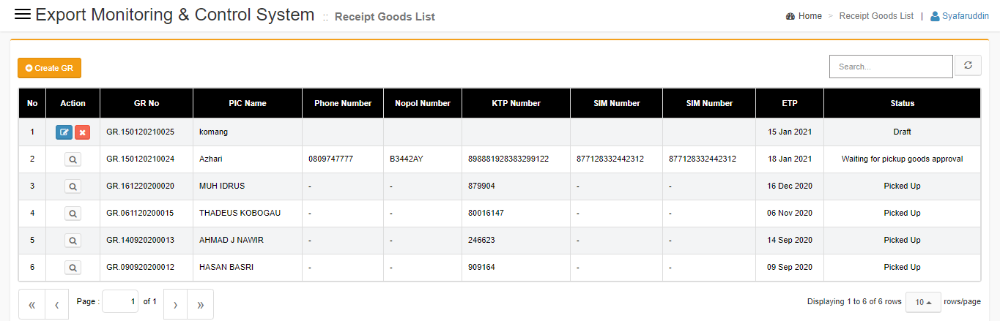 Export Monitoring & Control System :: Receipt Goods List Home > Receipt Goods List | Syafaruddin
Create GR Search...
No Action GR No PIC Name Phone Number Nopol Number KTP Number SIM Number SIM Number ETP Status
1 GR.150120210025 komang 15 Jan 2021 Draft
2 GR.150120210024 Azhari 0809747777 B3442AY 898881928383299122 877128332442312 877128332442312 18 Jan 2021 Waiting for pickup goods approval
3 GR.161220200020 MUH IDRUS - - 879904 - - 16 Dec 2020 Picked Up
4 GR.061120200015 THADEUS KOBOGAU - - 80016147 - - 06 Nov 2020 Picked Up
5 GR.140920200013 AHMAD J NAWIR - - 246623 - - 14 Sep 2020 Picked Up
6 GR.090920200012 HASAN BASRI - - 909164 - - 09 Sep 2020 Picked Up
« ‹ Page : 1 of 1 › » Displaying 1 to 6 of 6 rows 10 rows/page